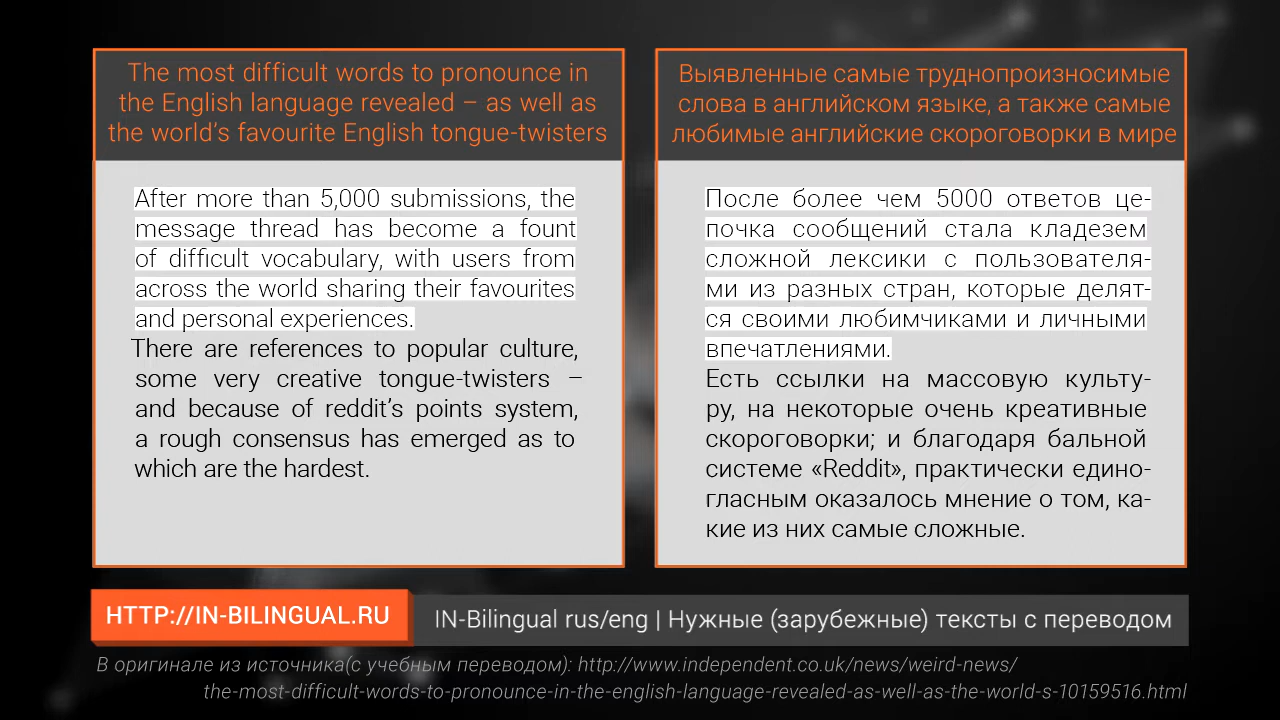 The most difficult words to pronounce in
the English language revealed – as well as
the world's favourite English tongue-twisters
After more than 5,000 submissions, the
message thread has become a fount
of difficult vocabulary, with users from
across the world sharing their favourites
and personal experiences.
There are references to popular culture,
some very creative tongue-twisters –
and because of reddit's points system,
a rough consensus has emerged as to
which are the hardest.
Выявленные самые труднопроизносимые
слова в английском языке, а также самые
любимые английские скороговорки в мире
После более чем 5000 ответов це-
почка сообщений стала кладезем
сложной лексики с пользователя-
ми из разных стран, которые делят-
ся своими любимчиками и личными
впечатлениями.
Есть ссылки на массовую культу-
ру, на некоторые очень креативные
скороговорки; и благодаря бальной
системе «Reddit», практически едино-
гласным оказалось мнение о том, ка-
кие из них самые сложные.
HTTP://IN-BILINGUAL.RU
IN-Bilingual rus/eng | Нужные (зарубежные) тексты с переводом
В оригинале из источника(с учебным переводом): http://www.independent.co.uk/news/weird-news/
the-most-difficult-words-to-pronounce-in-the-english-language-revealed-as-well-as-the-world-s-10159516.html